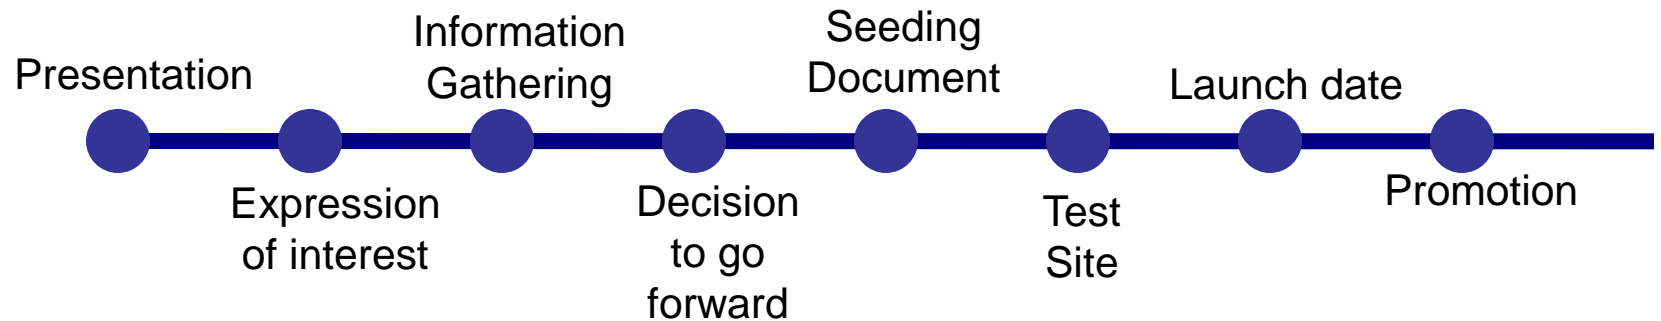 Presentation
Expression
of interest
Information
Gathering
Decision
to go
forward
Seeding
Document
Test
Site
Launch date
Promotion